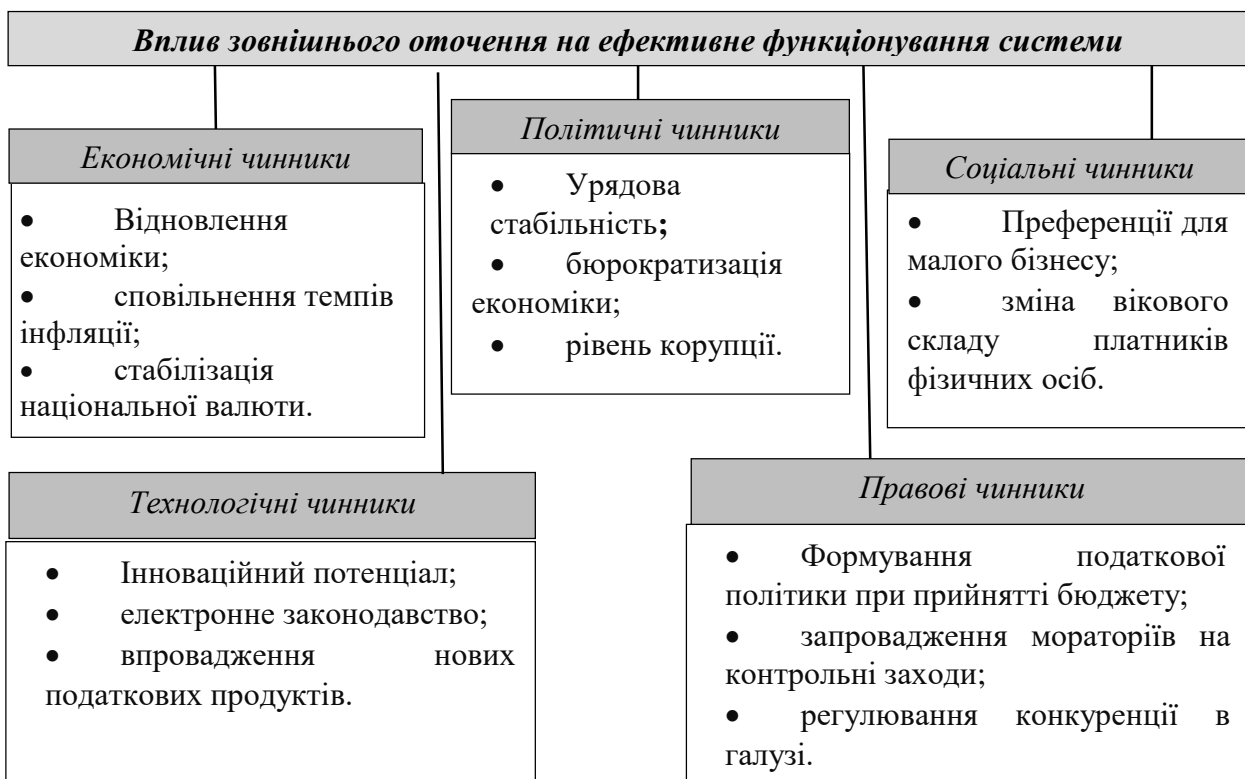 Вплив зовнішнього оточення на ефективне функціонування системи
Економічні чинники
• Відновлення
економіки;
• сповільнення темпів
інфляції;
• стабілізація
національної валюти.
Політичні чинники
• Урядова
стабільність;
• бюрократизація
економіки;
• рівень корупції.
Соціальні чинники
• Преференції для
малого бізнесу;
• зміна вікового
складу платників
фізичних осіб.
Технологічні чинники
• Інноваційний потенціал;
• електронне законодавство;
• впровадження нових
податкових продуктів.
Правові чинники
• Формування податкової
політики при прийнятті бюджету;
• запровадження мораторіїв на
контрольні заходи;
• регулювання конкуренції в
галузі.